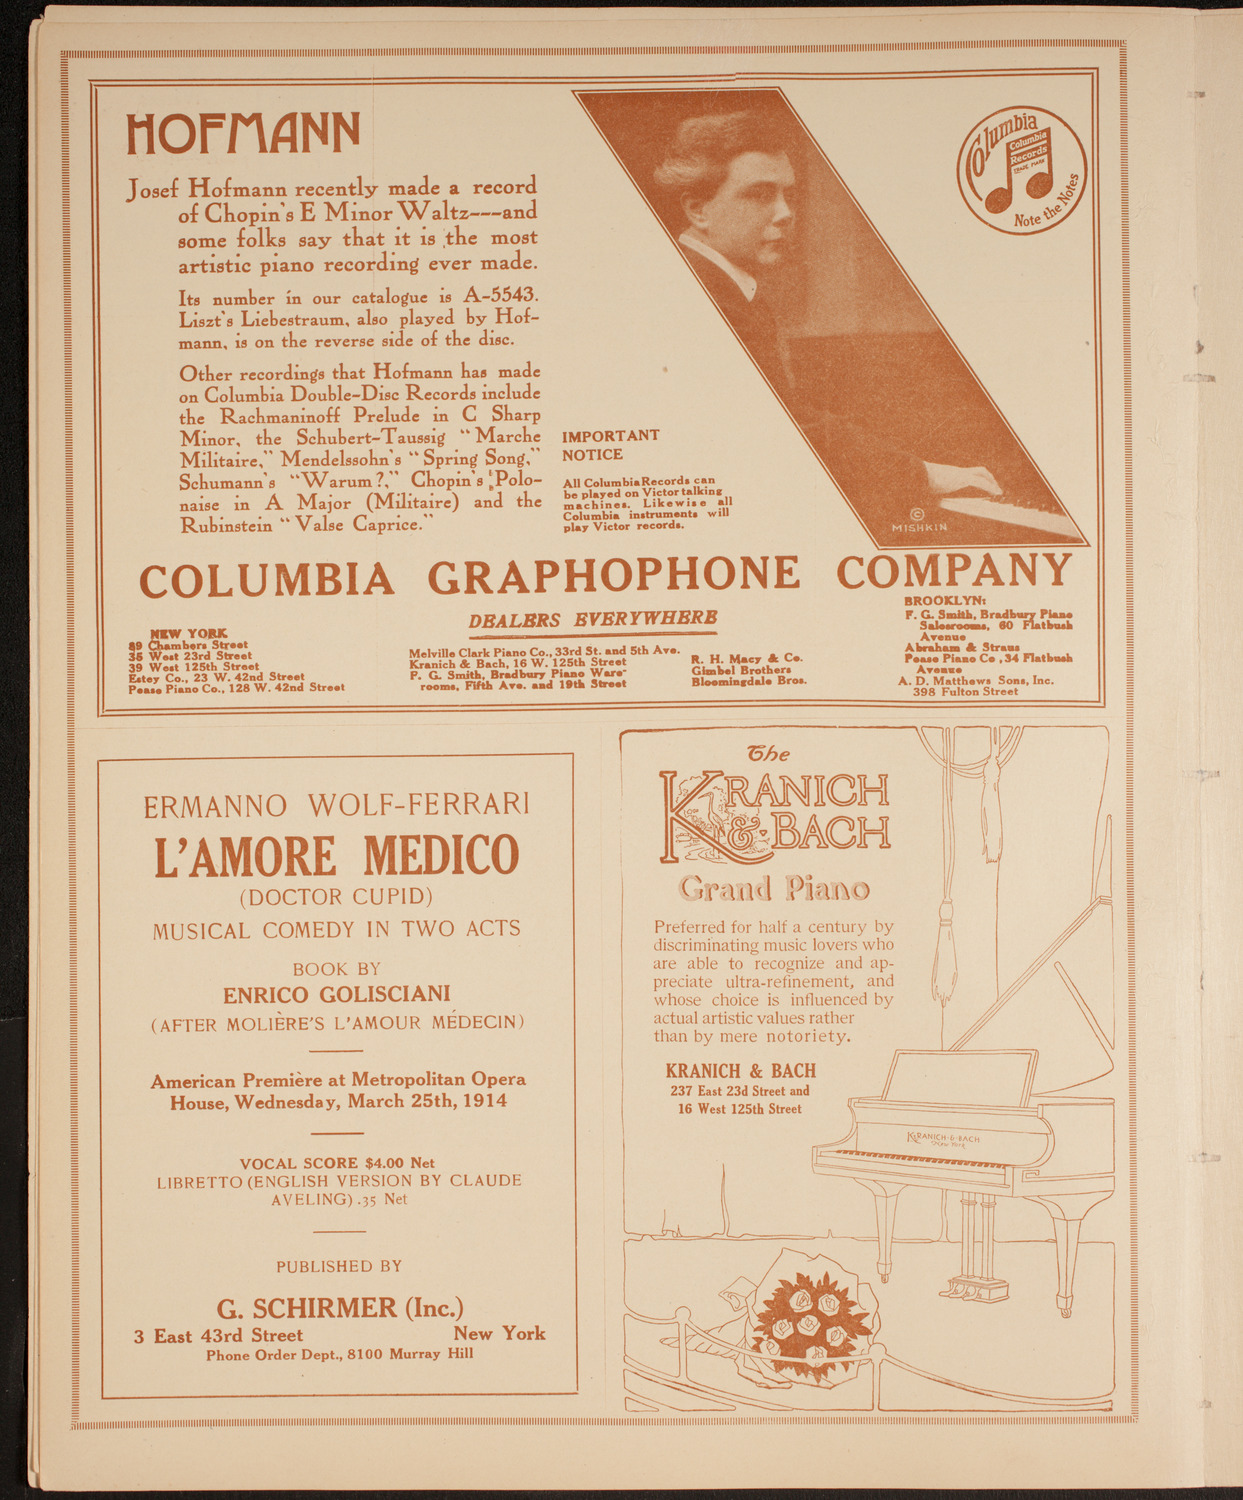 HOFMANN
Josef Hofmann recently made a record
of Chopin's E Minor Waltz---and
some folks say that it is the most
artistic piano recording ever made.
Its number in our catalogue is A-5543.
Liszt's Liebestraum, also played by Hof-
mann, is on the reverse side of the disc.
Other recordings that Hofmann has made
on Columbia Double-Disc Records include
the Rachmaninoff Prelude in C Sharp
Minor, the Schubert-Taussig "Marche
Militaire," Mendelssohn's "Spring Song,"
Schumann's "Warum?," Chopin's Polo-
naise in A Major (Militaire) and the
Rubinstein "Valse Caprice."
IMPORTANT
NOTICE
All Columbia Records can
be played on Victor talking
machines. Likewise all
Columbia instruments will
play Victor records.
©
MISHKIN
Columbia
Columbia
Records
TRADE MARK
Note the Notes
COLUMBIA GRAPHOPHONE COMPANY
DEALERS EVERYWHERE
NEW YORK
89 Chambers Street
35 West 23rd Street
39 West 125th Street
Estey Co., 23 W. 42nd Street
Pease Piano Co., 128 W. 42nd Street
Melville Clark Piano Co., 33rd St. and 5th Ave.
Kranich & Bach, 16 W. 125th Street
F. G. Smith, Bradbury Piano Ware-
rooms, Fifth Ave. and 19th Street
R. H. Macy & Co.
Gimbel Brothers
Bloomingdale Bros.
BROOKLYN:
F. G. Smith, Bradbury Piano
Salesrooms, 60 Flatbush
Avenue
Abraham & Straus
Pease Piano Co., 34 Flatbush
Avenue
A. D. Matthews Sons, Inc.
398 Fulton Street
ERMANNO WOLF-FERRARI
L'AMORE MEDICO
(DOCTOR CUPID)
MUSICAL COMEDY IN TWO ACTS
BOOK BY
ENRICO GOLISCIANI
(AFTER MOLIÈRE'S L'AMOUR MÉDECIN)
American Première at Metropolitan Opera
House, Wednesday, March 25th, 1914
VOCAL SCORE $4.00 Net
LIBRETTO (ENGLISH VERSION BY CLAUDE
AVELING) .35 Net
PUBLISHED BY
G. SCHIRMER (Inc.)
3 East 43rd Street New York
Phone Order Dept., 8100 Murray Hill
The
KRANICH
& BACH
Grand Piano
Preferred for half a century by
discriminating music lovers who
are able to recognize and ap-
preciate ultra-refinement, and
whose choice is influenced by
actual artistic values rather
than by mere notoriety.
KRANICH & BACH
237 East 23d Street and
16 West 125th Street
KRANICH & BACH
New York